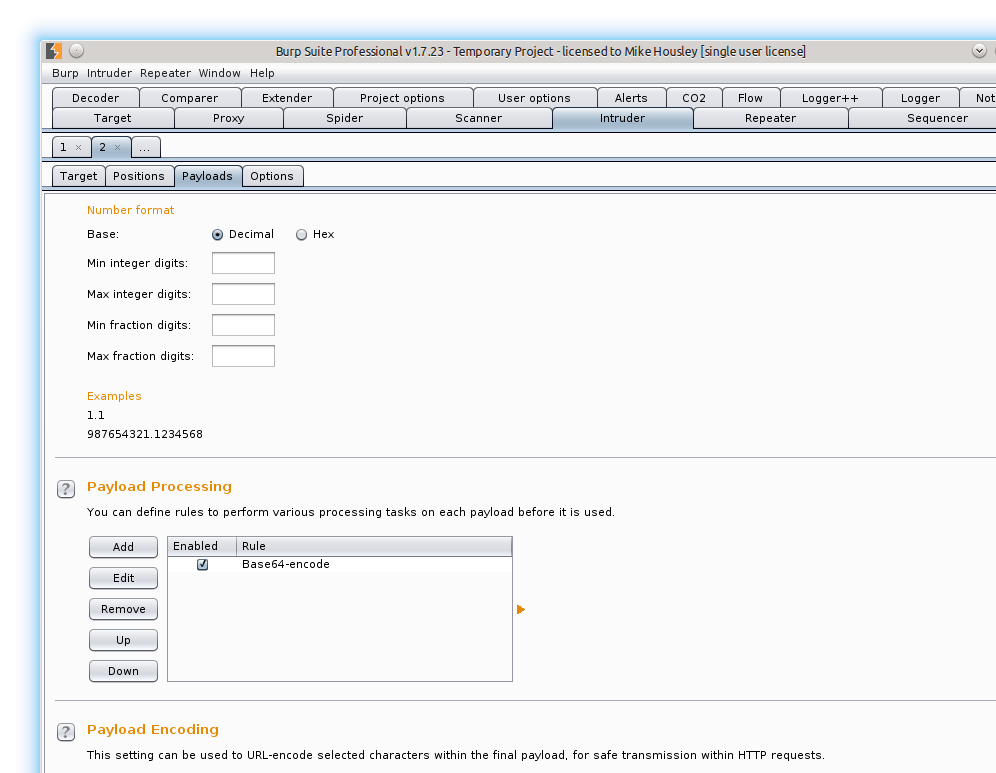 Burp Suite Professional v1.7.23 - Temporary Project - licensed to Mike Housley [single user license]
Burp Intruder Repeater Window Help
Decoder Comparer Extender Project options User options Alerts CO2 Flow Logger++ Logger Not
Target Proxy Spider Scanner Intruder Repeater Sequencer
1 × 2 × ...
Target Positions Payloads Options
Number format
Base: Decimal Hex
Min integer digits:
Max integer digits:
Min fraction digits:
Max fraction digits:
Examples
1.1
987654321.1234568
? Payload Processing
You can define rules to perform various processing tasks on each payload before it is used.
Add Enabled Rule
Base64-encode
Edit
Remove
Up
Down
? Payload Encoding
This setting can be used to URL-encode selected characters within the final payload, for safe transmission within HTTP requests.